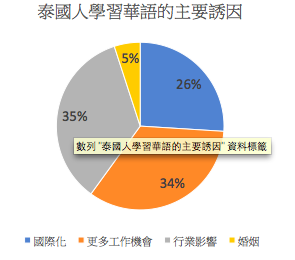 泰國人學習華語的主要誘因
5%
26%
35%
數列 "泰國人學習華語的主要誘因" 資料標籤
34%
國際化 更多工作機會 行業影響 婚烟